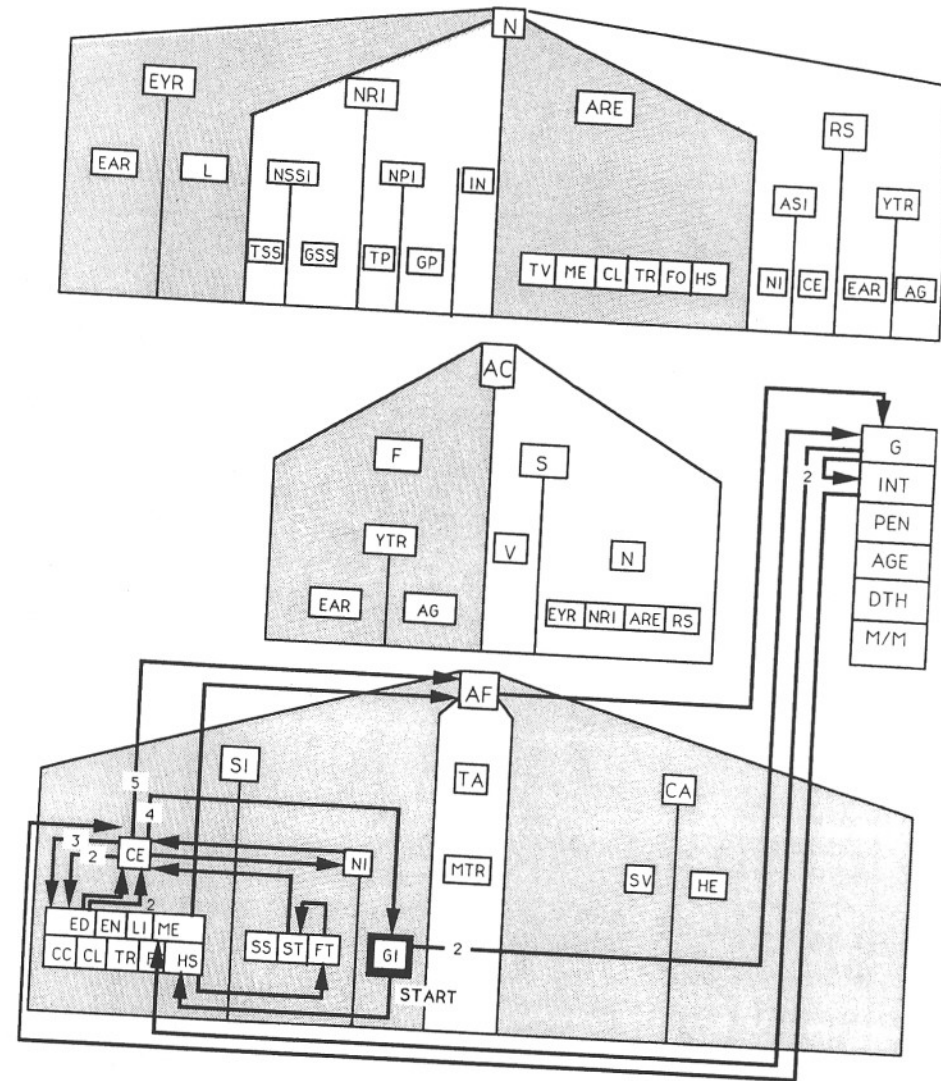 N
EYR
NRI
ARE
RS
EAR
L
NSSI
NPI
IN
ASI
YTR
TSS
GSS
TP
GP
TV ME CL TR FO HS
NI
CE
EAR
AG
AC
F
S
YTR
V
N
EAR
AG
EYR NRI ARE RS
G
2
INT
PEN
AGE
DTH
M/M
AF
SI
TA
CA
5
4
3
2
CE
NI
MTR
SV
HE
2
ED EN LI ME
CC CL TR HS
SS ST FT
GI
2
START